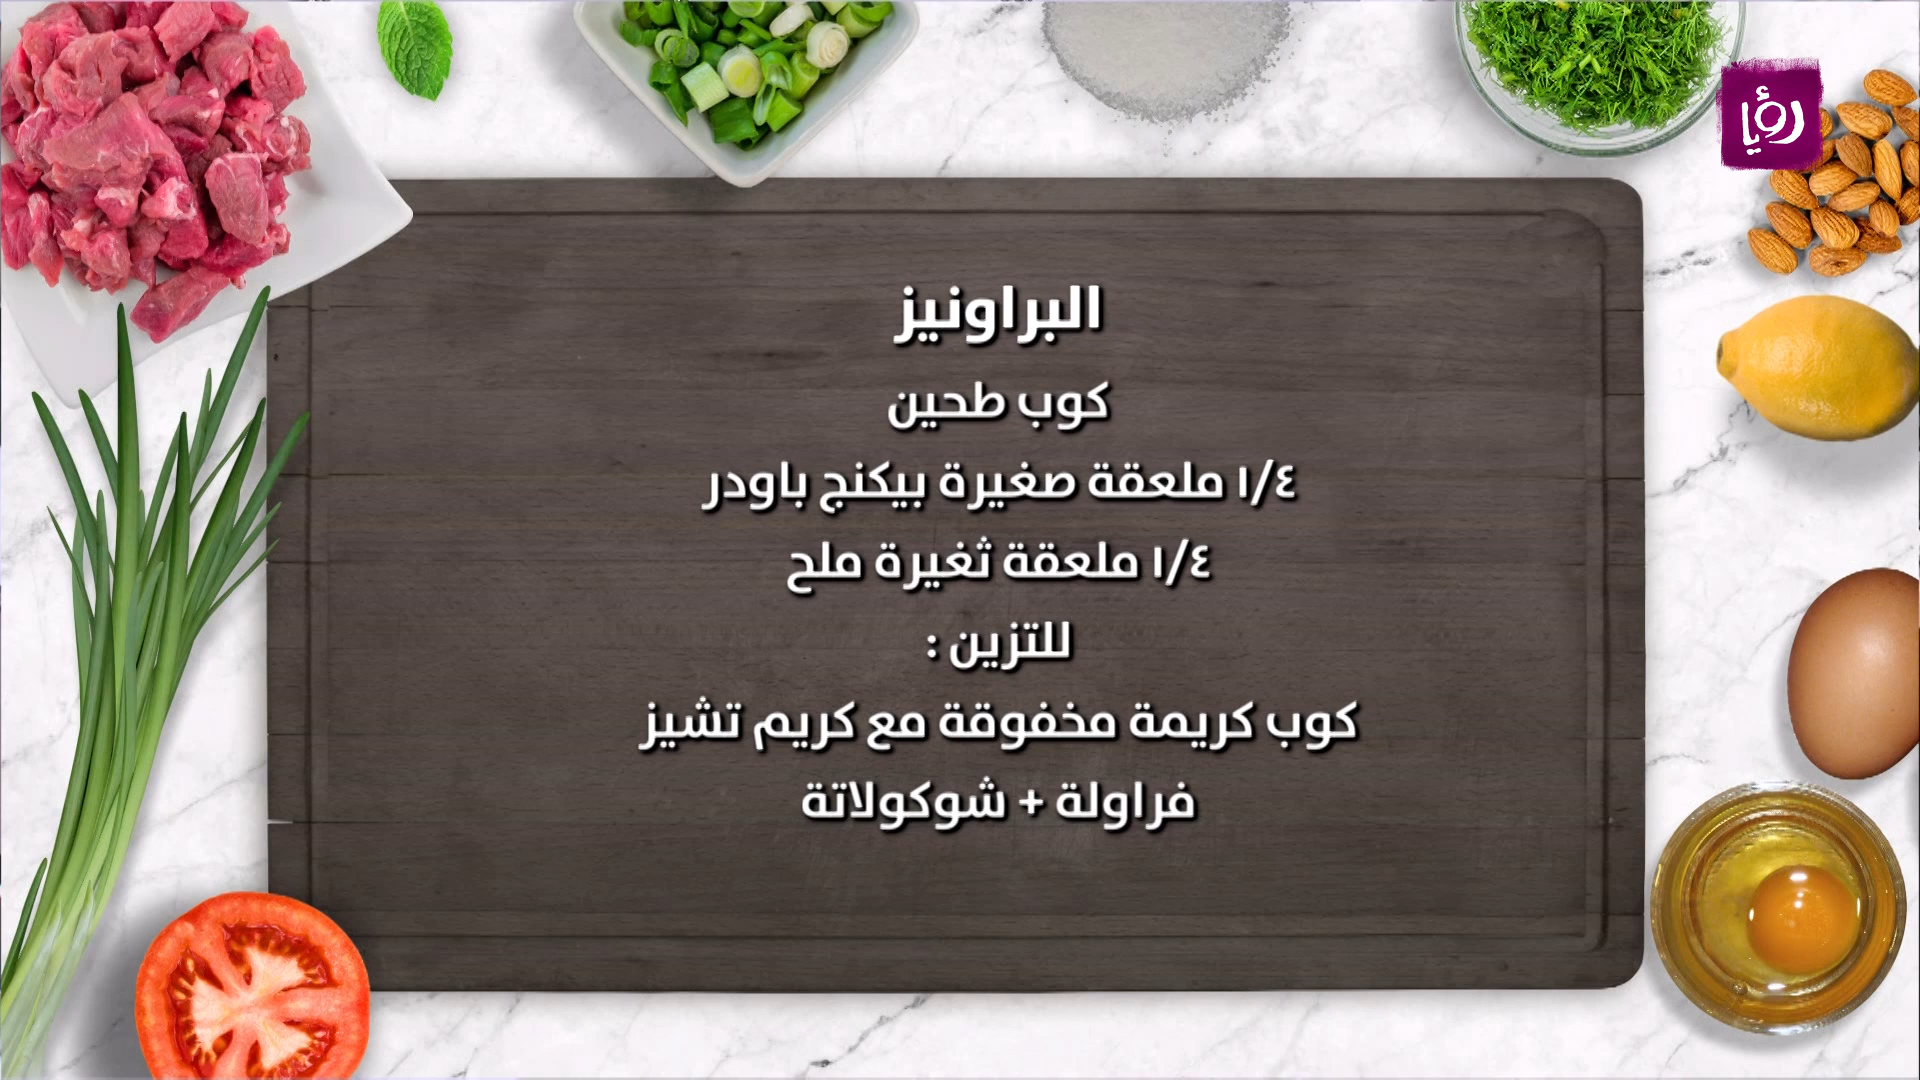 رؤيا
البراونيز
كوب طحين
١/٤ ملعقة صغيرة بيكنج باودر
١/٤ ملعقة ثغيرة ملح
للتزين :
كوب كريمة مخفوقة مع كريم تشيز
فراولة + شوكولاتة